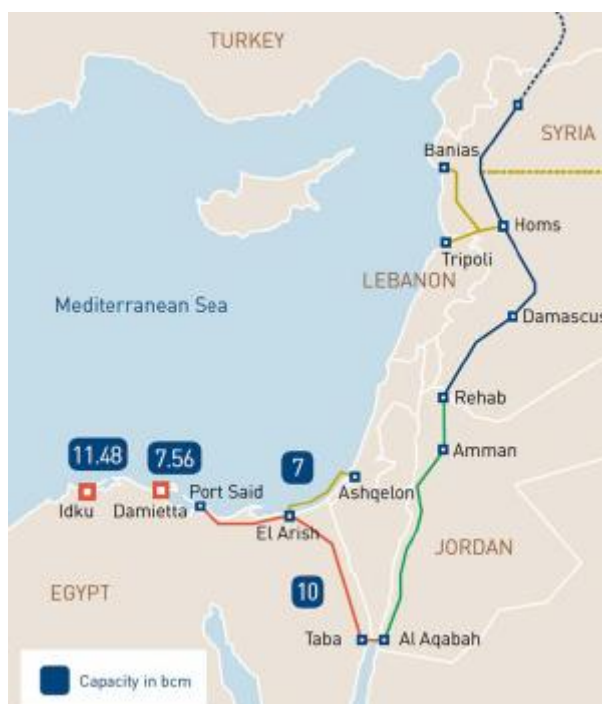 TURKEY
SYRIA
Banias
Homs
Tripoli
LEBANON
Mediterranean Sea
Damascus
Rehab
11.48
7.56
7
Amman
Port Said
Ashqelon
Idku
Damietta
El Arish
JORDAN
EGYPT
10
Taba
Al Aqabah
Capacity in bcm